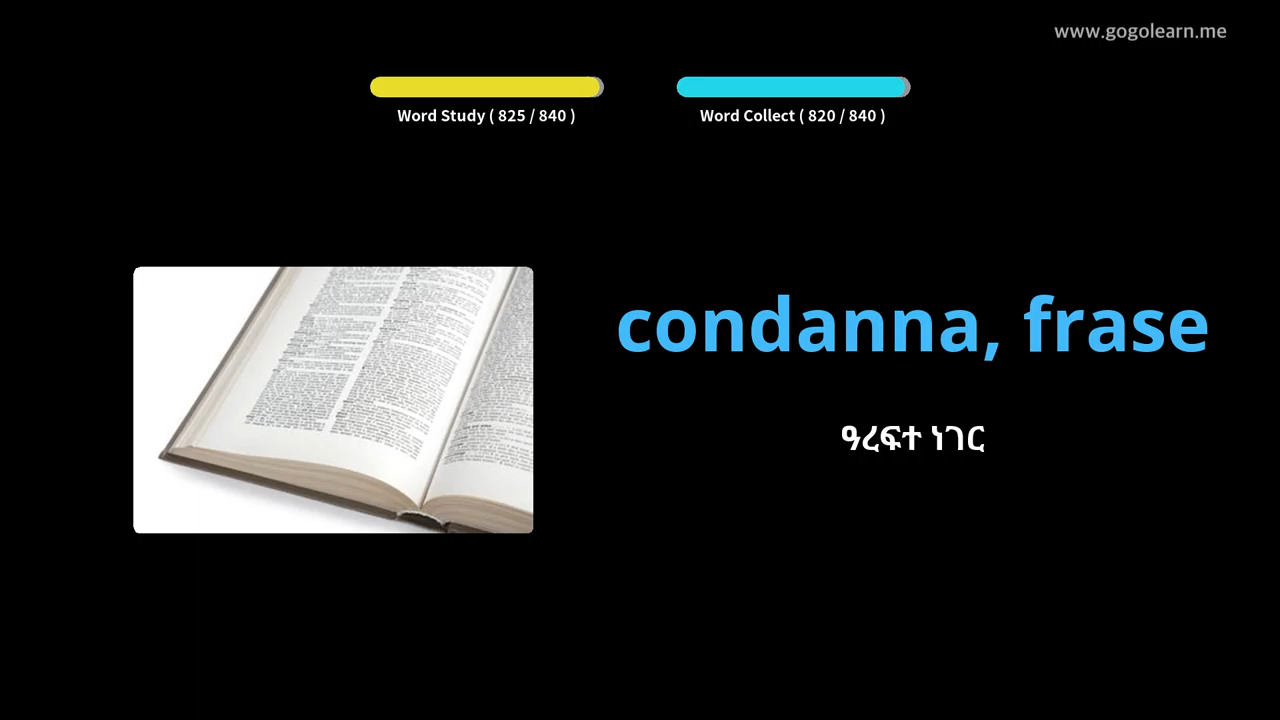 www.gogolearn.me
Word Study ( 825 / 840 )
Word Collect ( 820 / 840 )
condanna, frase
ዓረፍተ ነገር